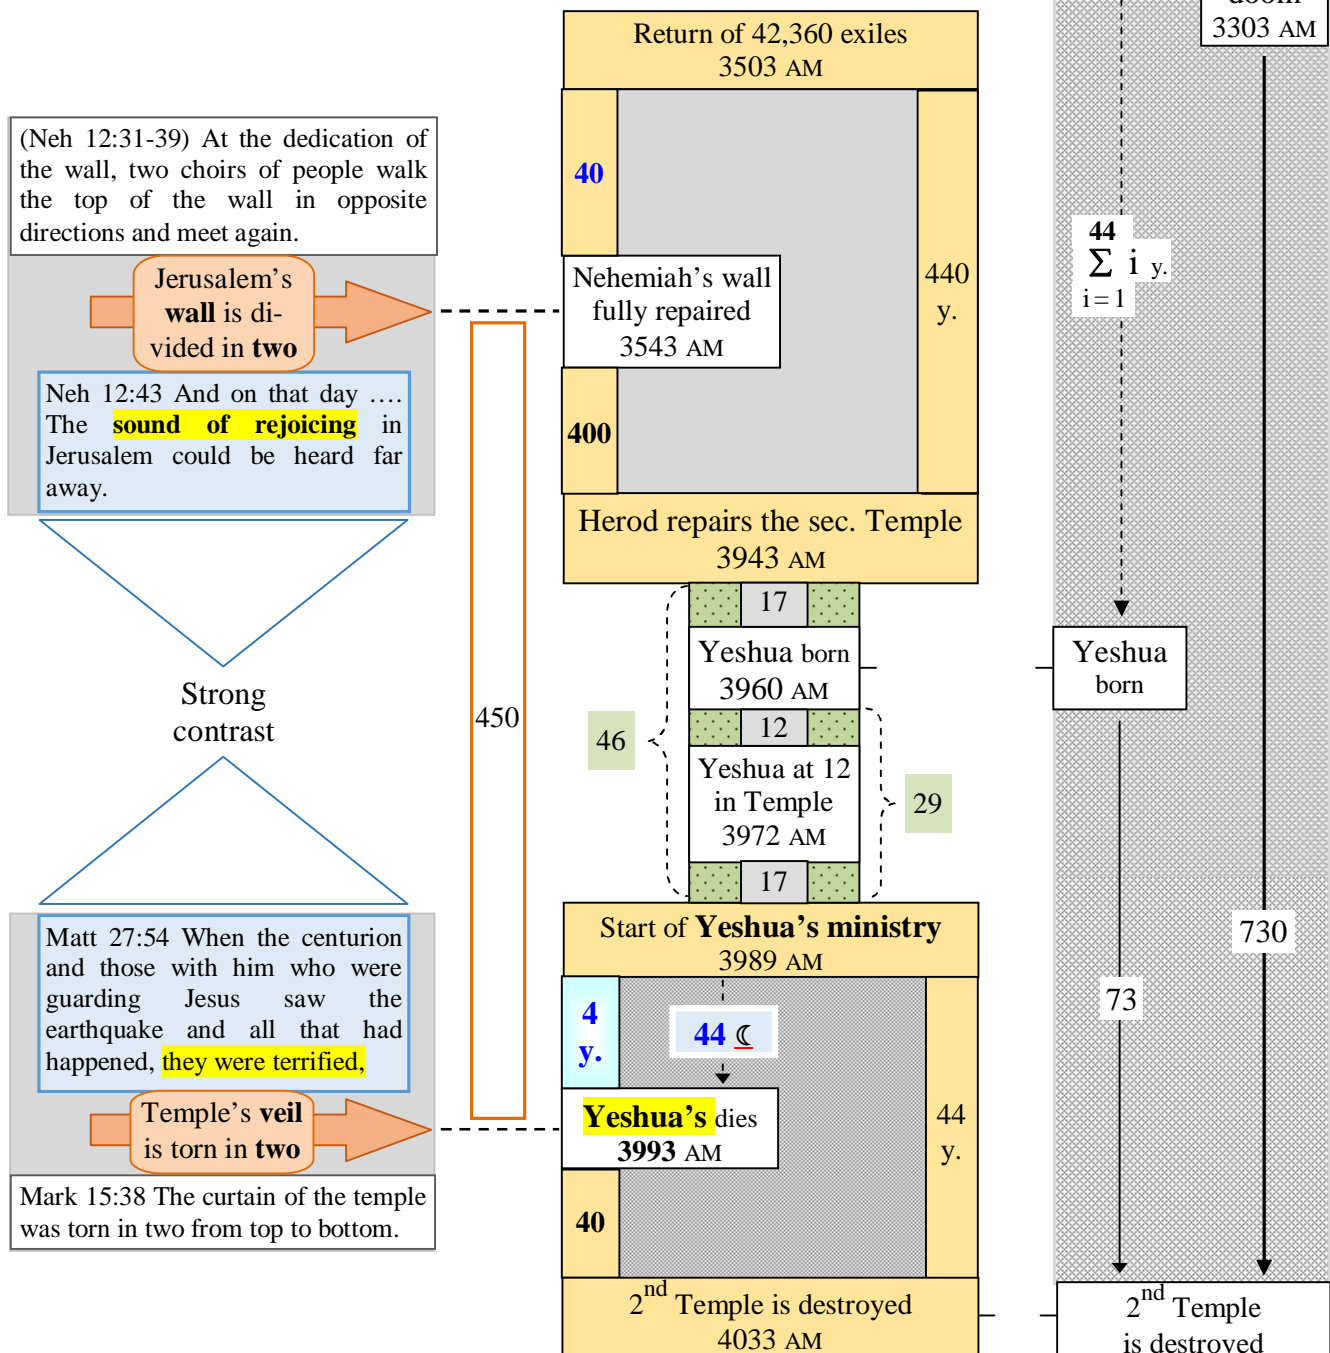 doom
3303 AM
Return of 42,360 exiles
3503 AM
(Neh 12:31-39) At the dedication of
the wall, two choirs of people walk
the top of the wall in opposite
directions and meet again.
40
44
Σ i y.
i = 1
440
y.
Jerusalem’s
wall is di-
vided in two
Nehemiah’s wall
fully repaired
3543 AM
Neh 12:43 And on that day ….
The sound of rejoicing in
Jerusalem could be heard far
away.
400
Herod repairs the sec. Temple
3943 AM
17
Yeshua born
3960 AM
Yeshua
born
Strong
contrast
450
46
12
Yeshua at 12
in Temple
3972 AM
29
17
Start of Yeshua’s ministry
3989 AM
730
73
Matt 27:54 When the centurion
and those with him who were
guarding Jesus saw the
earthquake and all that had
happened, they were terrified,
4
y.
44 ☾
Temple’s veil
is torn in two
Yeshua’s dies
3993 AM
44
y.
Mark 15:38 The curtain of the temple
was torn in two from top to bottom.
40
2nd Temple is destroyed
4033 AM
2nd Temple
is destroyed